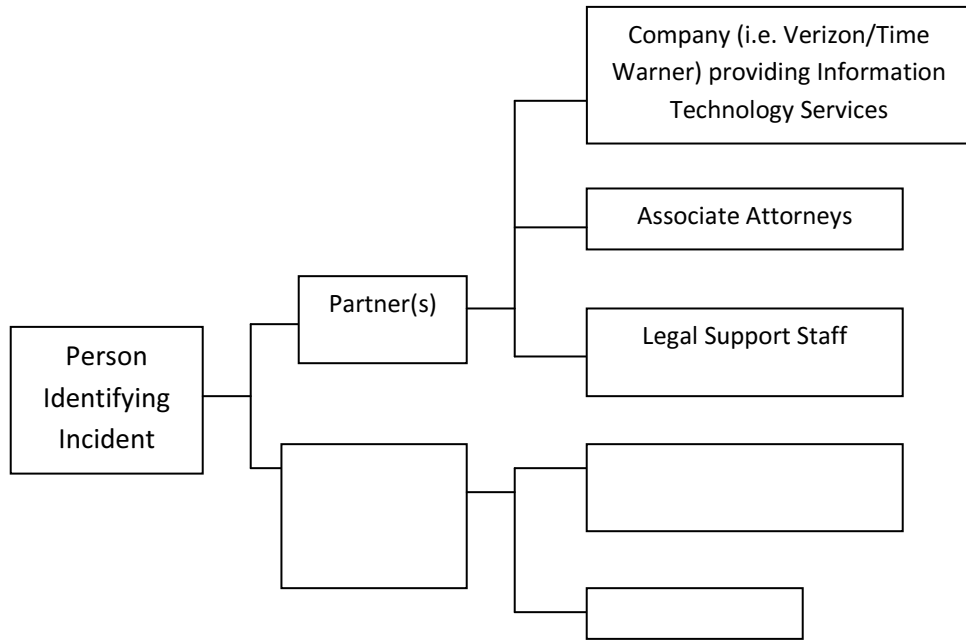 Company (i.e. Verizon/Time
Warner) providing Information
Technology Services
Associate Attorneys
Partner(s)
Legal Support Staff
Person
Identifying
Incident